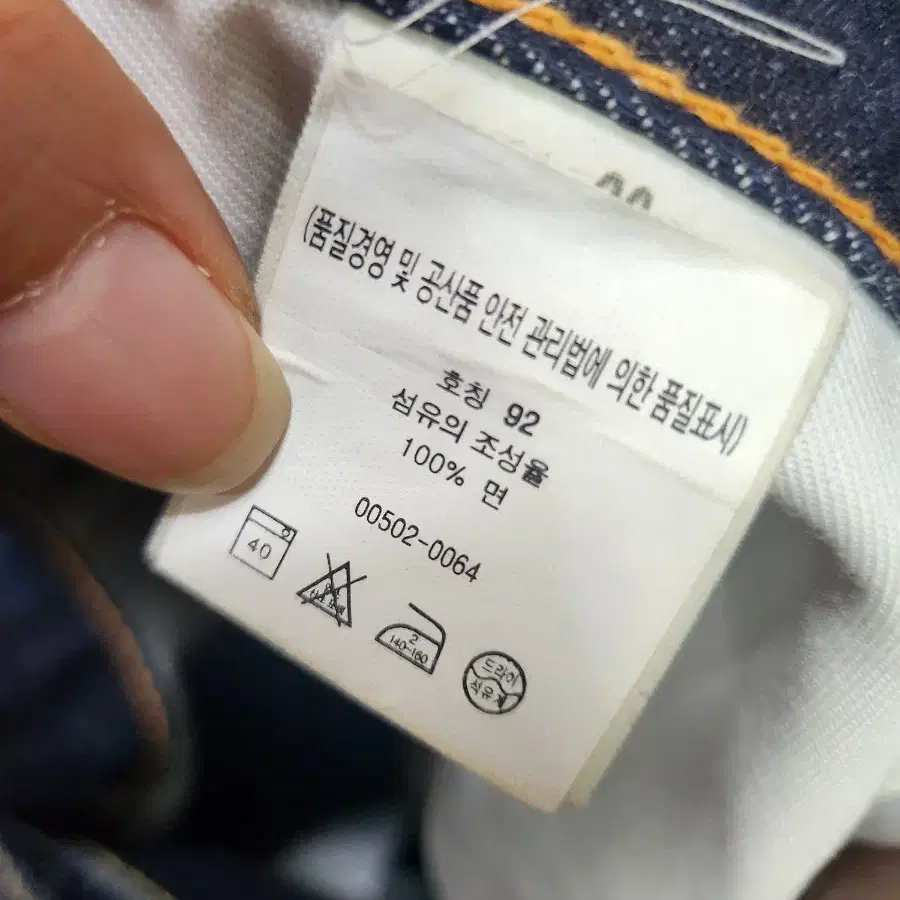 (품질경영 및 공산품 안전 관리법에 의한 품질표시)
호칭 92
섬유의 조성율
100% 면
00502-0064
40
2
140-160
드라이
석유계